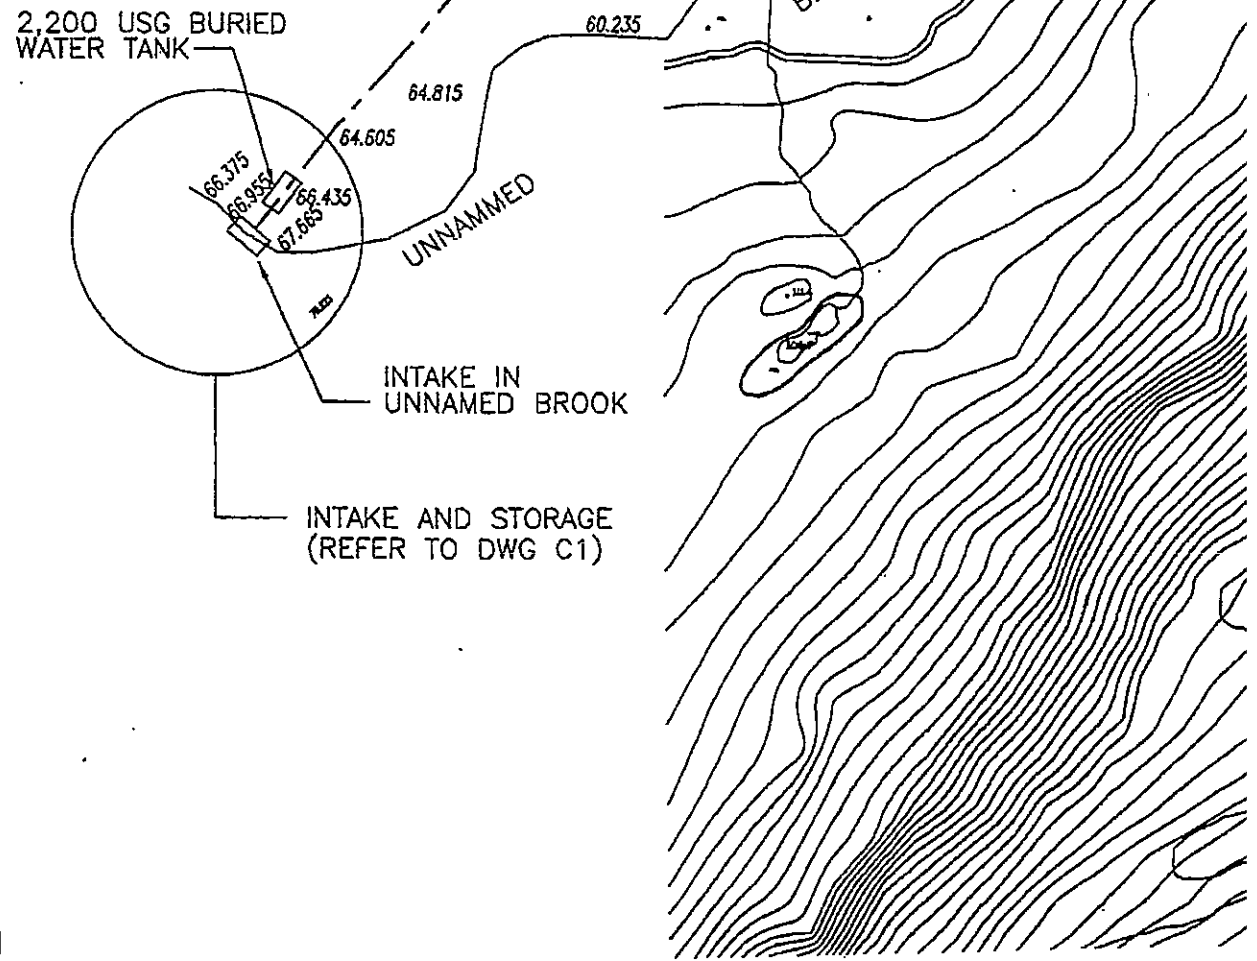 2,200 USG BURIED
WATER TANK
60.235
64.815
64.605
66.375
66.955
66.435
67.665
UNNAMMED
INTAKE IN
UNNAMED BROOK
INTAKE AND STORAGE
(REFER TO DWG C1)